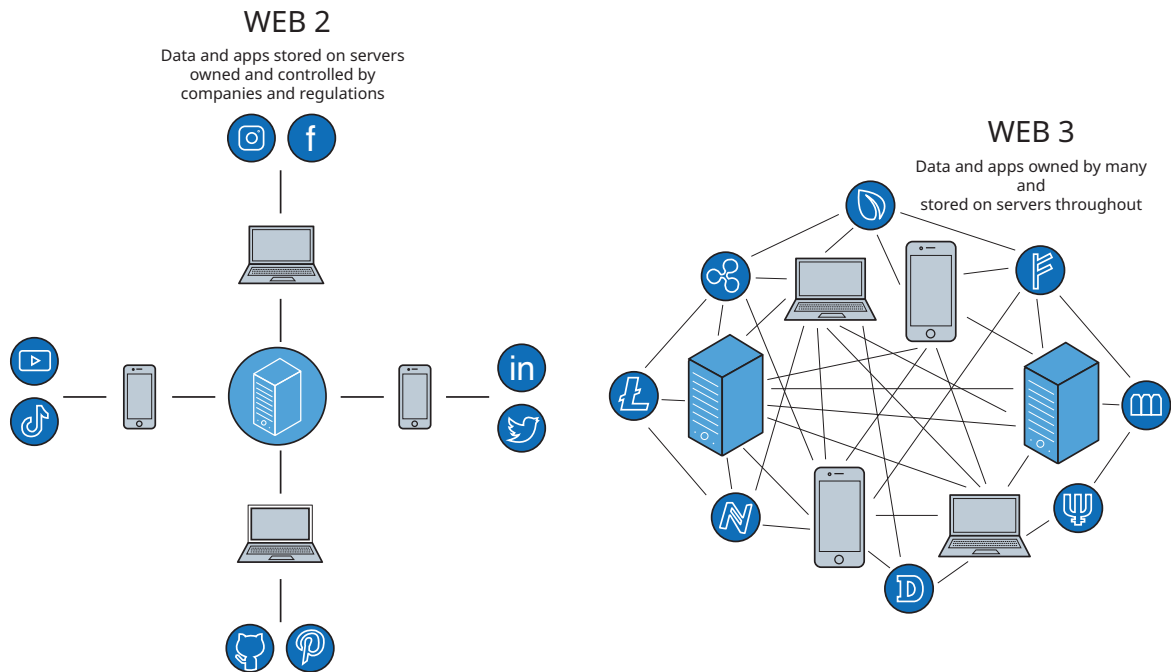 WEB 2
Data and apps stored on servers
owned and controlled by
companies and regulations
f
in
WEB 3
Data and apps owned by many
and
stored on servers throughout